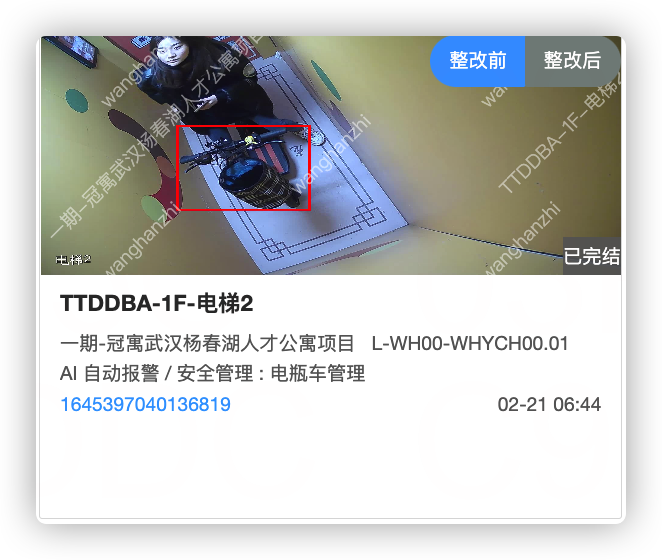 整改前
整改后
wanghanzhi
一期-冠寓武汉杨春湖人才公寓项目
wanghanzhi
TTDDBA-1F-电梯2
wanghanzhi
wanghanzhi
电梯2
已完结
TTDDBA-1F-电梯2
一期-冠寓武汉杨春湖人才公寓项目 L-WH00-WHYCH00.01
AI 自动报警 / 安全管理 : 电瓶车管理
1645397040136819
02-21 06:44